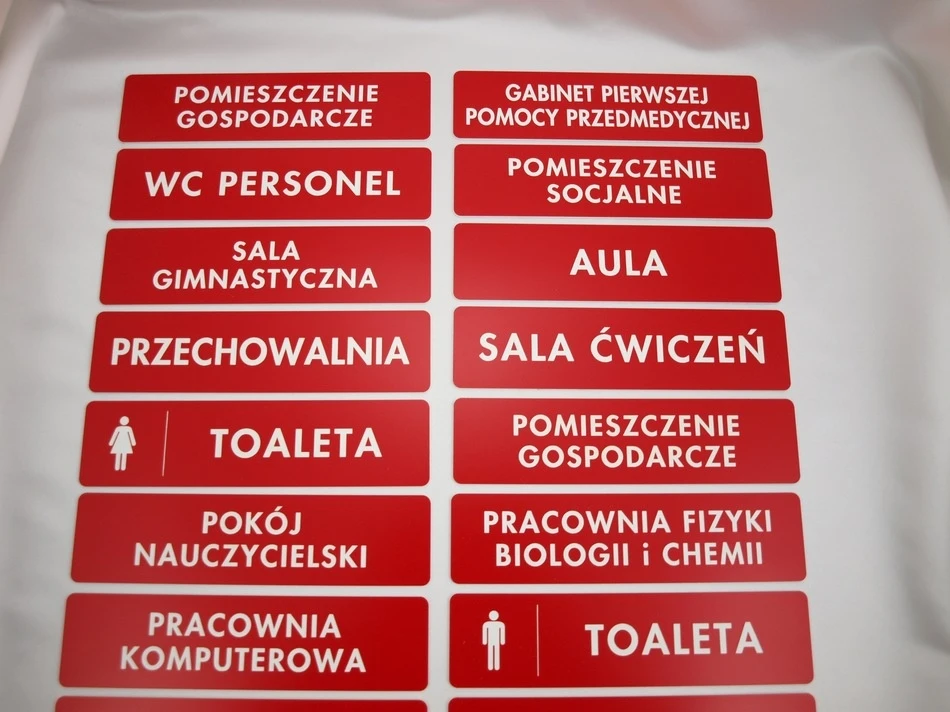 POMIESZCZENIE
GOSPODARCZE
GABINET PIERWSZEJ
POMOCY PRZEDMEDYCZNEJ
WC PERSONEL
POMIESZCZENIE
SOCJALNE
SALA
GIMNASTYCZNA
AULA
PRZECHOWALNIA
SALA ĆWICZEŃ
TOALETA
POMIESZCZENIE
GOSPODARCZE
POKÓJ
NAUCZYCIELSKI
PRACOWNIA FIZYKI
BIOLOGII i CHEMII
PRACOWNIA
KOMPUTEROWA
TOALETA